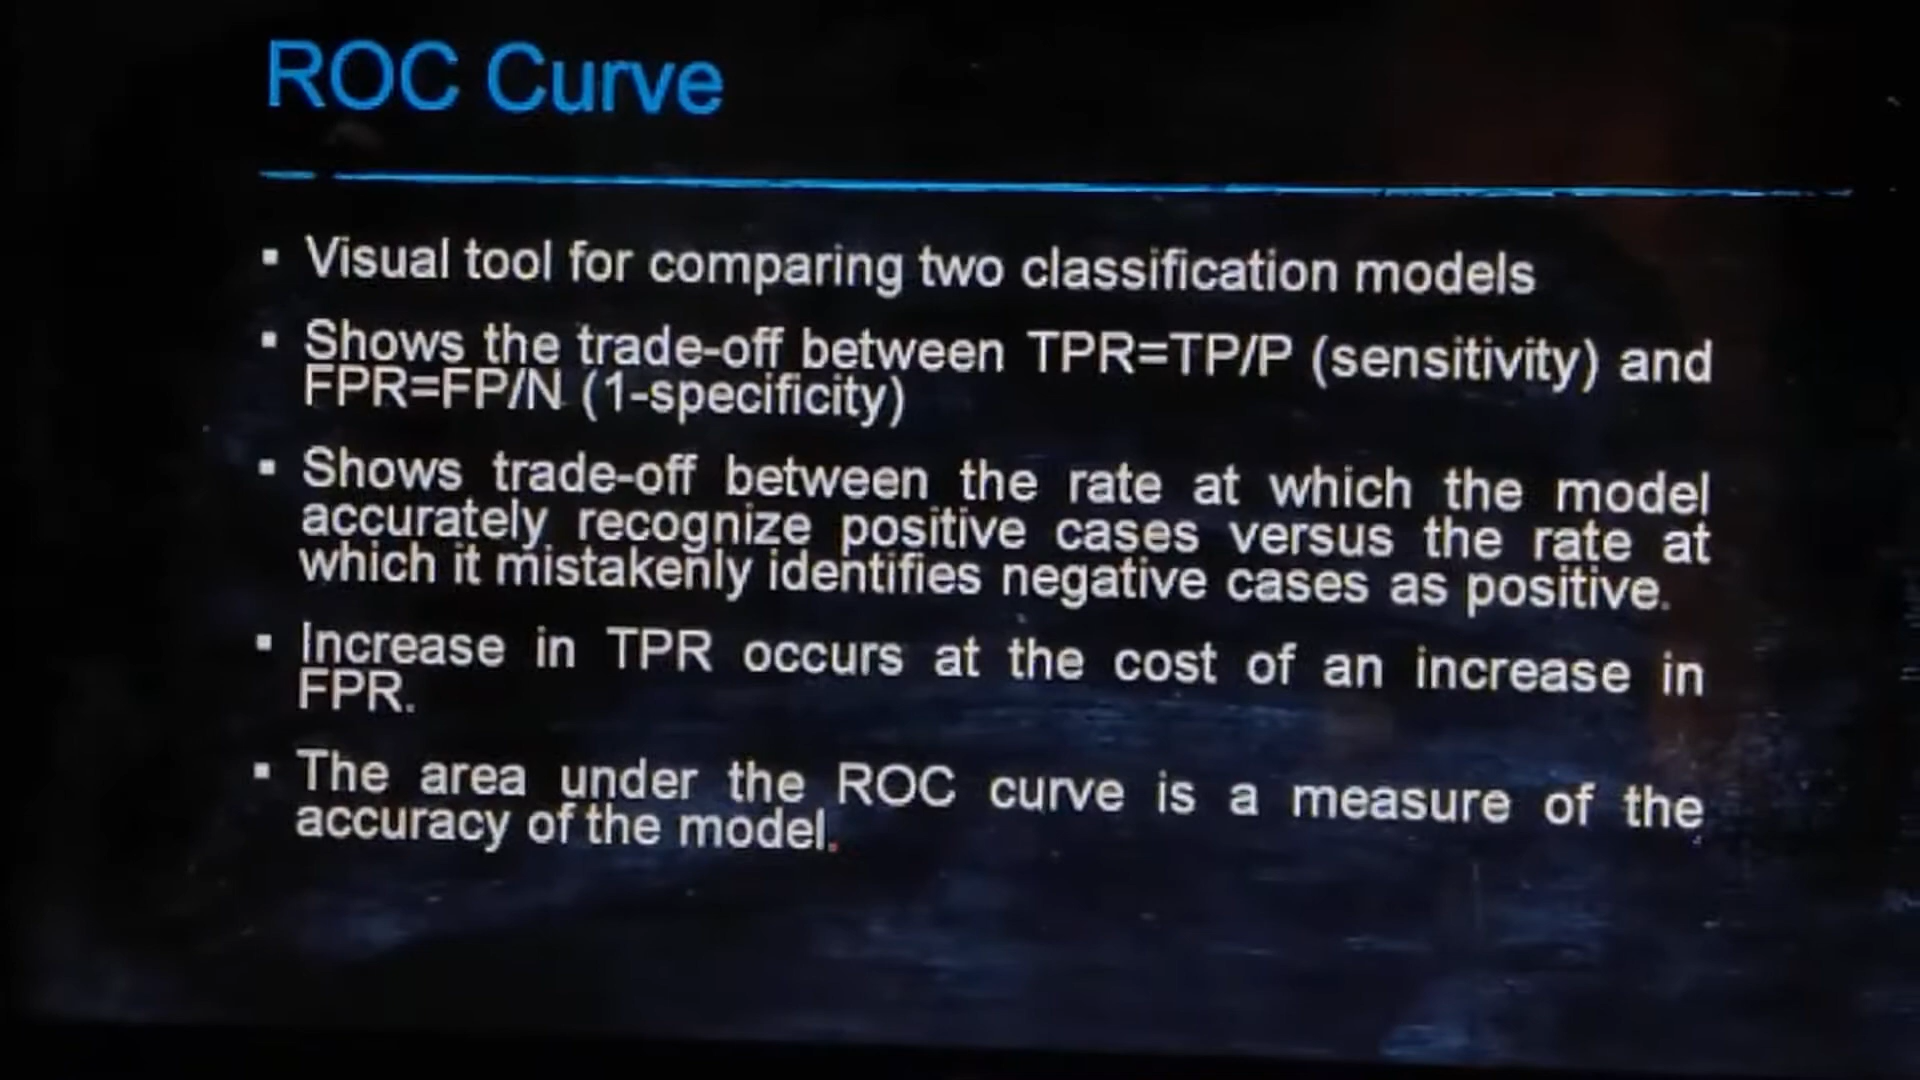 ROC Curve
▪ Visual tool for comparing two classification models
▪ Shows the trade-off between TPR=TP/P (sensitivity) and
FPR=FP/N (1-specificity)
▪ Shows trade-off between the rate at which the model
accurately recognize positive cases versus the rate at
which it mistakenly identifies negative cases as positive.
▪ Increase in TPR occurs at the cost of an increase in
FPR.
▪ The area under the ROC curve is a measure of the
accuracy of the model.